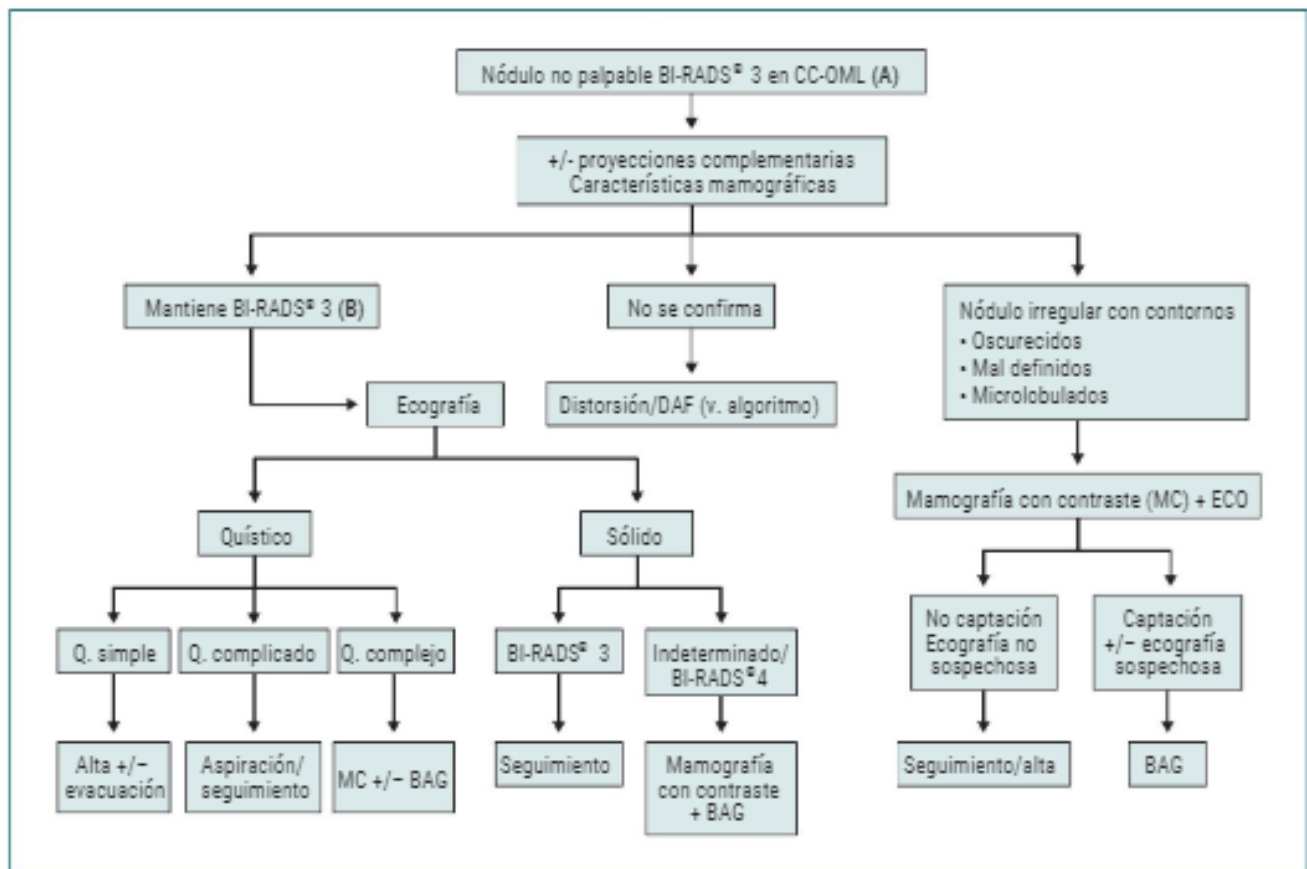 Nódulo no palpable BI-RADS® 3 en CC-OML (A)
+/- proyecciones complementarias
Características mamográficas
Mantiene BI-RADS® 3 (B)
No se confirma
Nódulo irregular con contornos
• Oscurecidos
• Mal definidos
• Microlobulados
Ecografía
Distorsión/DAF (v. algoritmo)
Mamografía con contraste (MC) + ECO
Quístico
Sólido
No captación
Ecografía no
sospechosa
Captación
+/− ecografía
sospechosa
Q. simple
Q. complicado
Q. complejo
BI-RADS® 3
Indeterminado/
BI-RADS®4
Alta +/−
evacuación
Aspiración/
seguimiento
MC +/− BAG
Seguimiento
Mamografía
con contraste
+ BAG
Seguimiento/alta
BAG